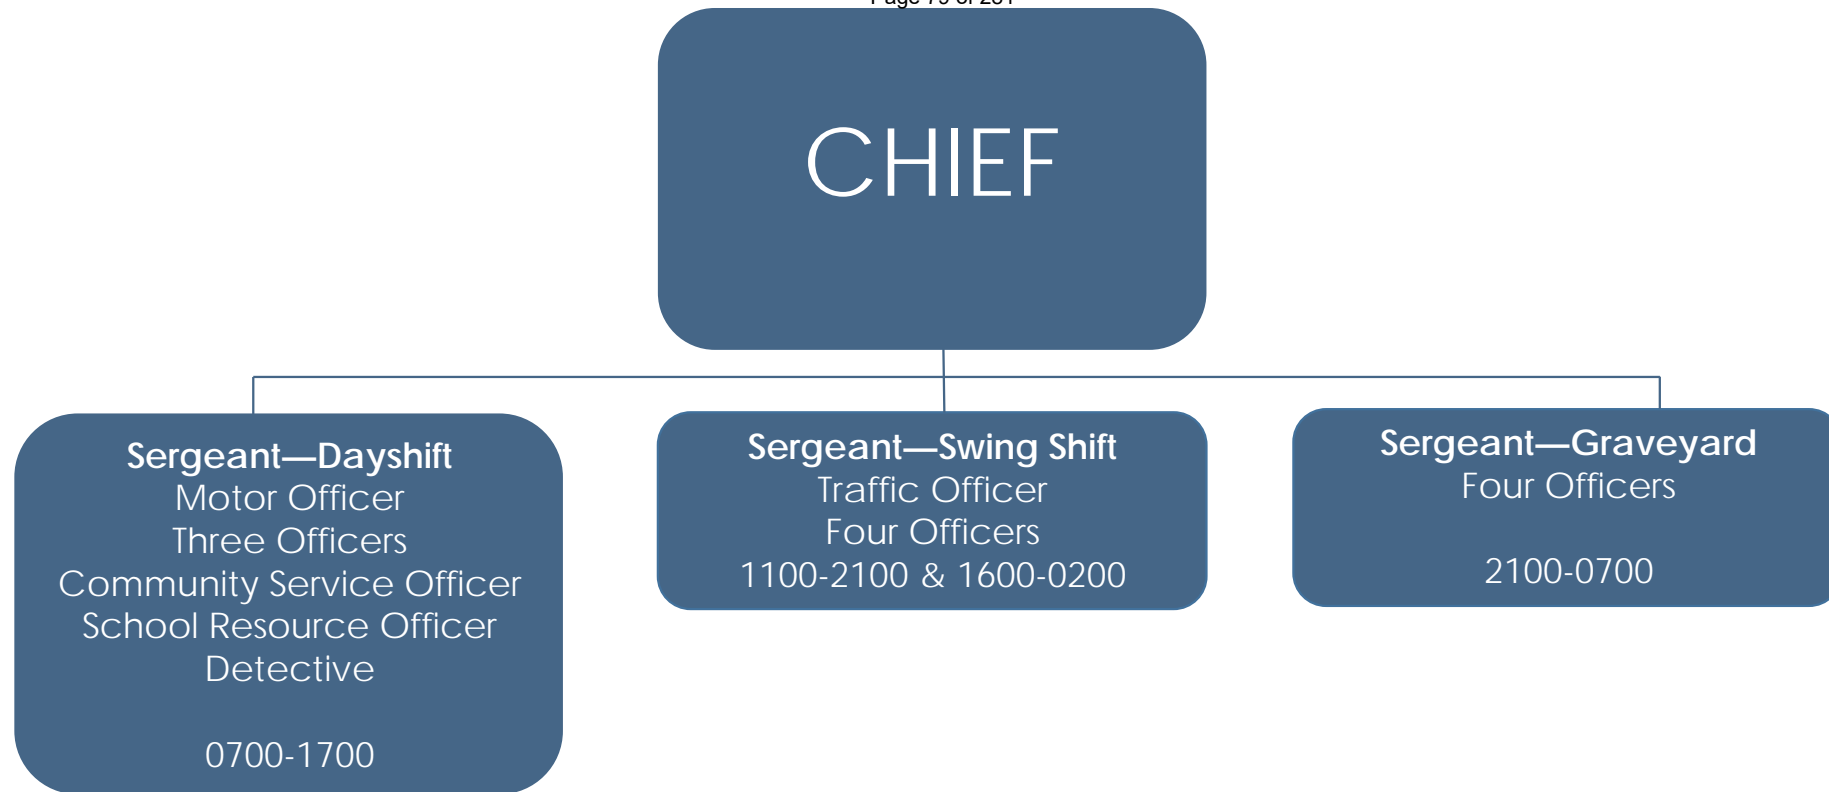 CHIEF
Sergeant—Dayshift
Motor Officer
Three Officers
Community Service Officer
School Resource Officer
Detective
0700-1700
Sergeant—Swing Shift
Traffic Officer
Four Officers
1100-2100 & 1600-0200
Sergeant—Graveyard
Four Officers
2100-0700